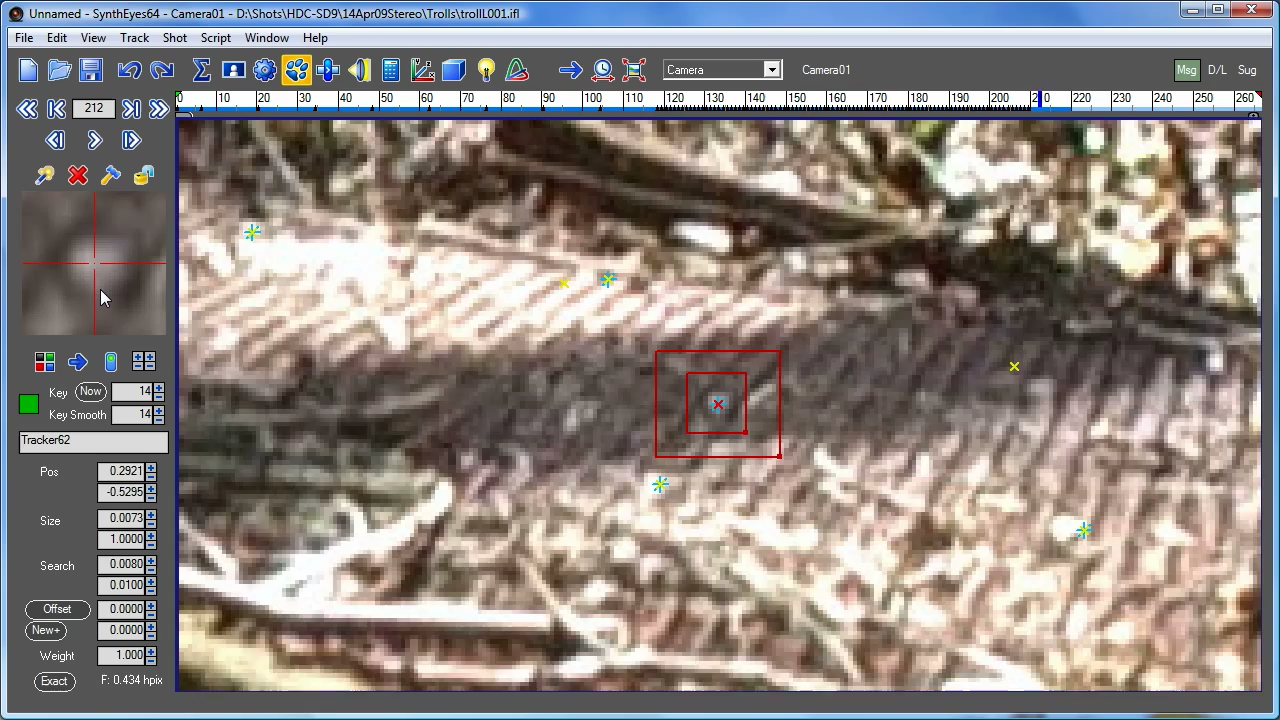 Unnamed - SynthEyes64 - Camera01 - D:\Shots\HDC-SD9\14Apr09Stereo\Trolls\trollL001.ifl
File Edit View Track Shot Script Window Help
Camera Camera01 Msg D/L Sug
212 0 10 20 30 40 50 60 70 80 90 100 110 120 130 140 150 160 170 180 190 200 210 220 230 240 250 260
Key Now 14
Key Smooth 14
Tracker62
Pos 0.2921
-0.5295
Size 0.0073
1.0000
Search 0.0080
0.0100
Offset 0.0000
New+ 0.0000
Weight 1.000
Exact F: 0.434 hpix